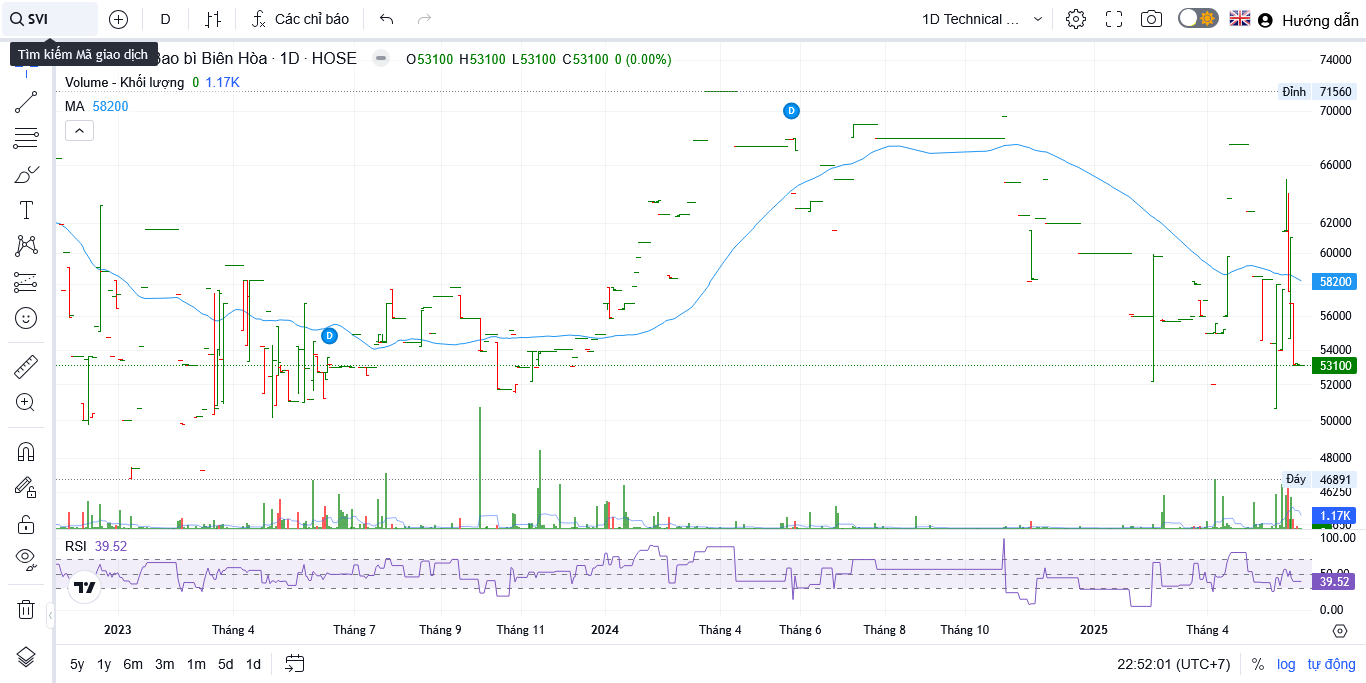 SVI
D
Các chỉ báo
1D Technical ...
Hướng dẫn
Tìm kiếm Mã giao dịch
Bao bì Biên Hòa · 1D · HOSE
O53100 H53100 L53100 C53100 0 (0.00%)
Volume - Khối lượng 0 1.17K
MA 58200
D
D
74000
Đỉnh 71560
70000
66000
62000
60000
58200
56000
54000
53100
52000
50000
48000
Đáy 46891
46250
1.17K
RSI 39.52
100.00
50.00
39.52
0.00
2023
Tháng 4
Tháng 7
Tháng 9
Tháng 11
2024
Tháng 4
Tháng 6
Tháng 8
Tháng 10
2025
Tháng 4
5y 1y 6m 3m 1m 5d 1d
22:52:01 (UTC+7)
%
log
tự động